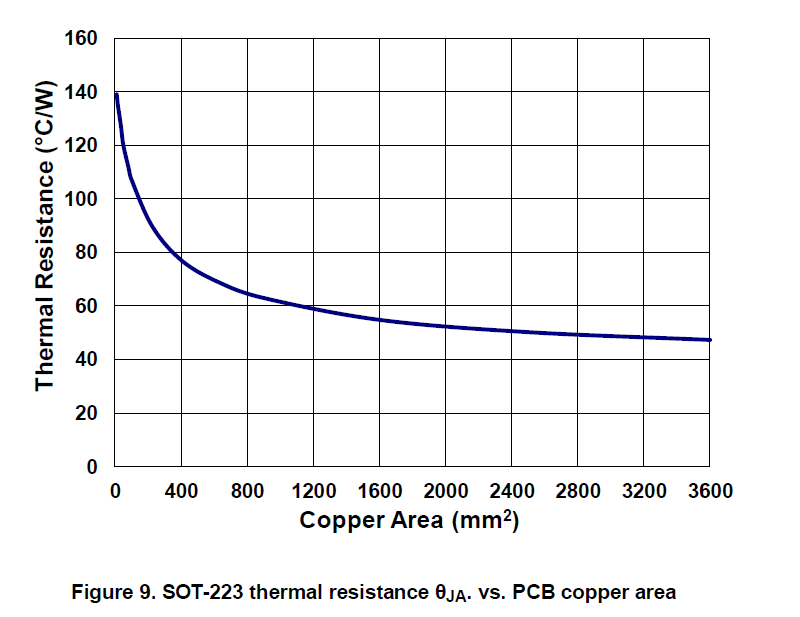 160
140
120
100
80
60
40
20
0
Thermal Resistance (°C/W)
0 400 800 1200 1600 2000 2400 2800 3200 3600
Copper Area (mm²)
Figure 9. SOT-223 thermal resistance θJA. vs. PCB copper area